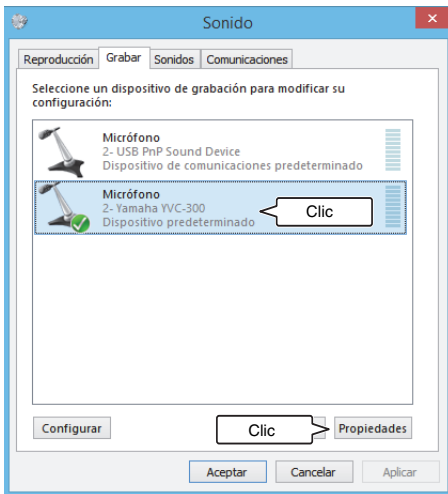 Sonido
Reproducción Grabar Sonidos Comunicaciones
Seleccione un dispositivo de grabación para modificar su
configuración:
Micrófono
2- USB PnP Sound Device
Dispositivo de comunicaciones predeterminado
Micrófono
2- Yamaha YVC-300
Dispositivo predeterminado
Clic
Configurar
Clic
Propiedades
Aceptar Cancelar Aplicar